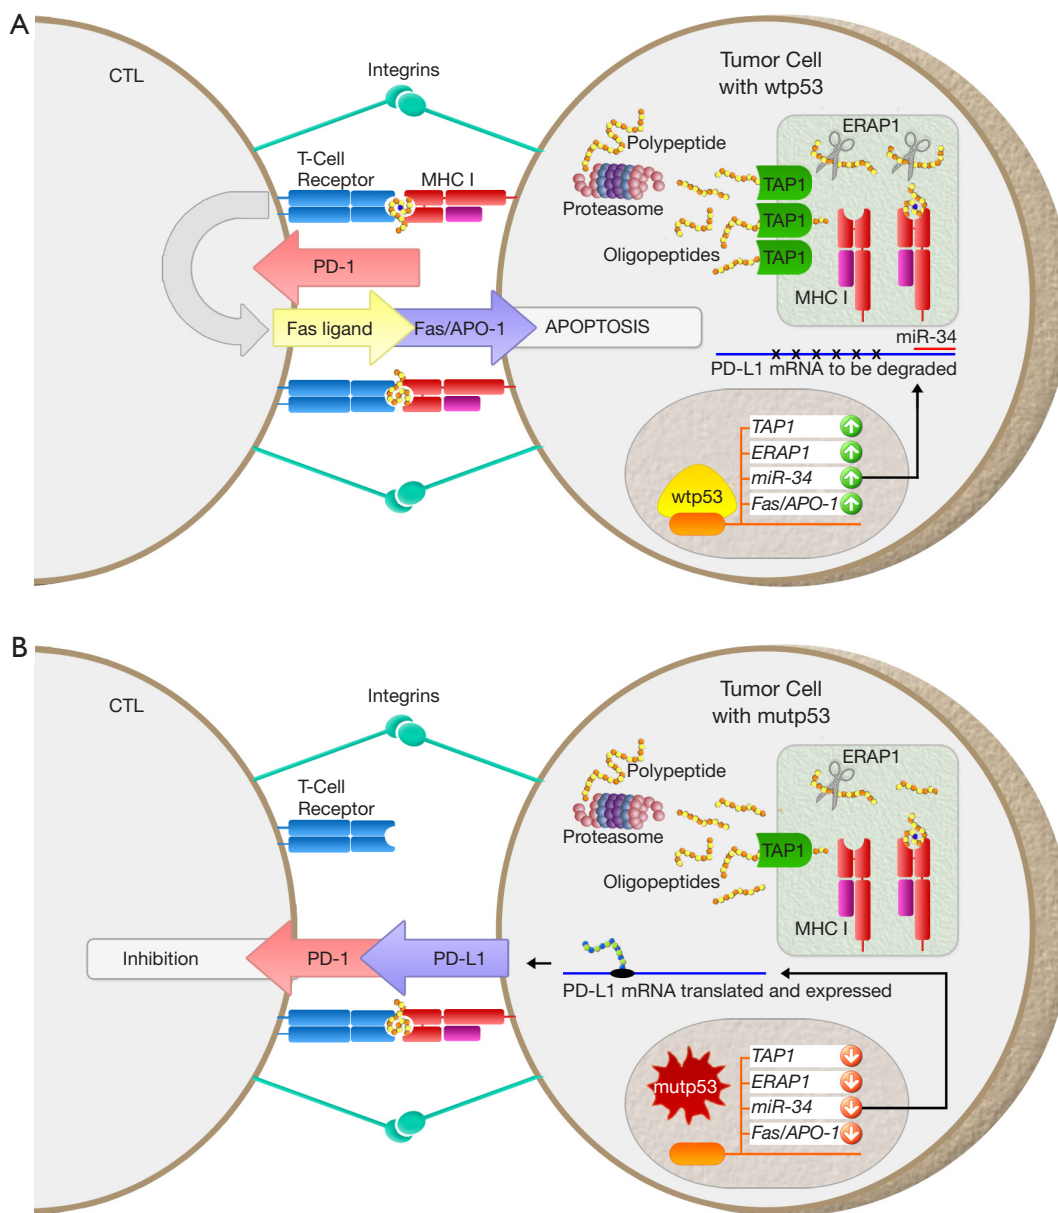 A
CTL
Integrins
Tumor Cell
with wtp53
T-Cell
Receptor
MHC I
Polypeptide
Proteasome
Oligopeptides
ERAP1
TAP1
TAP1
TAP1
MHC I
PD-1
Fas ligand
Fas/APO-1
APOPTOSIS
miR-34
x x x x x x
PD-L1 mRNA to be degraded
TAP1
ERAP1
miR-34
Fas/APO-1
wtp53
B
CTL
Integrins
Tumor Cell
with mutp53
T-Cell
Receptor
Polypeptide
Proteasome
Oligopeptides
ERAP1
TAP1
MHC I
Inhibition
PD-1
PD-L1
PD-L1 mRNA translated and expressed
TAP1
ERAP1
miR-34
Fas/APO-1
mutp53